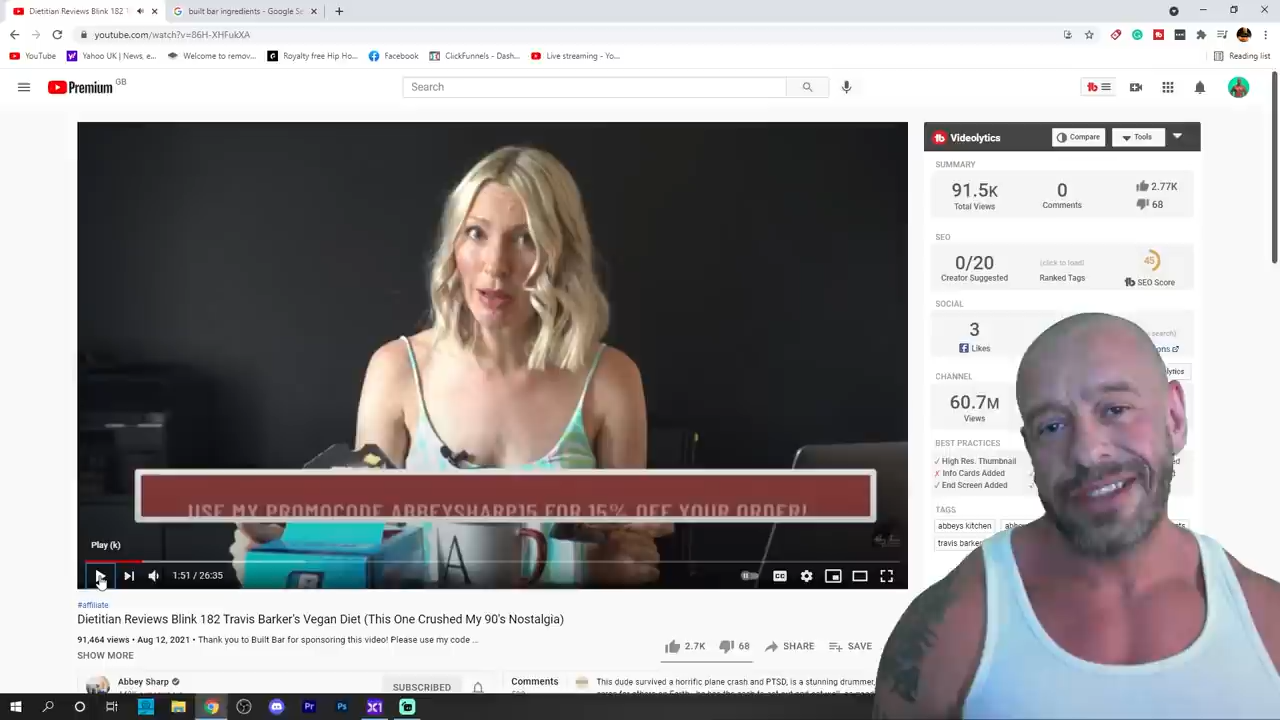 Dietitian Reviews Blink 182
built bar ingredients - Google Se
youtube.com/watch?v=86H-XHFukXA
YouTube
Yahoo UK | News, e...
Welcome to remov...
Royalty free Hip Ho...
Facebook
ClickFunnels - Dash...
Live streaming - Yo...
Reading list
Premium GB
Search
Videolytics
Compare
Tools
SUMMARY
91.5K
Total Views
0
Comments
2.77K
68
SEO
0/20
Creator Suggested
(click to load)
Ranked Tags
45
SEO Score
SOCIAL
3
Likes
CHANNEL
60.7M
Views
BEST PRACTICES
High Res. Thumbnail
Info Cards Added
End Screen Added
TAGS
abbeys kitchen
travis barker
USE MY PROMOCODE ABBEYSHARP15 FOR 15% OFF YOUR ORDER!
A
Play (k)
1:51 / 26:35
#affiliate
Dietitian Reviews Blink 182 Travis Barker's Vegan Diet (This One Crushed My 90's Nostalgia)
91,464 views • Aug 12, 2021 • Thank you to Built Bar for sponsoring this video! Please use my code ...
SHOW MORE
2.7K
68
SHARE
SAVE
Abbey Sharp
SUBSCRIBED
Comments
This dude survived a horrific plane crash and PTSD, is a stunning drummer,